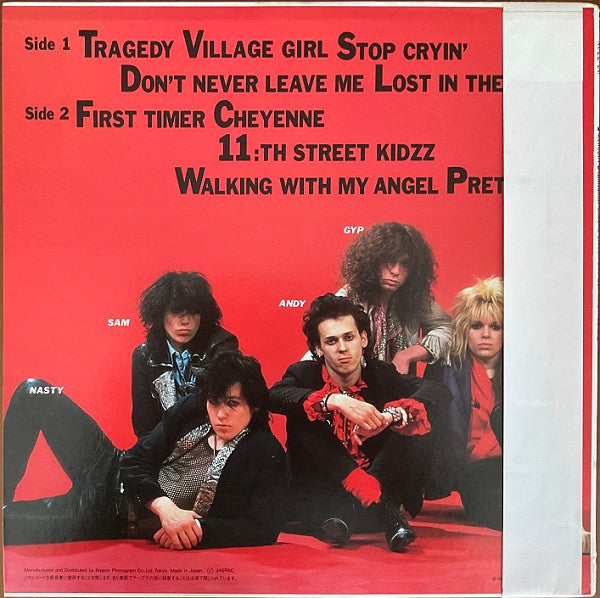 Side 1 TRAGEDY VILLAGE GIRL STOP CRYIN'
DON'T NEVER LEAVE ME LOST IN THE
Side 2 FIRST TIMER CHEYENNE
11:TH STREET KIDZZ
WALKING WITH MY ANGEL PRET
GYP
ANDY
SAM
NASTY
Manufactured and Distributed by Nippon Phonogram Co., Ltd. Tokyo, Made in Japan. Ⓙ JASRAC